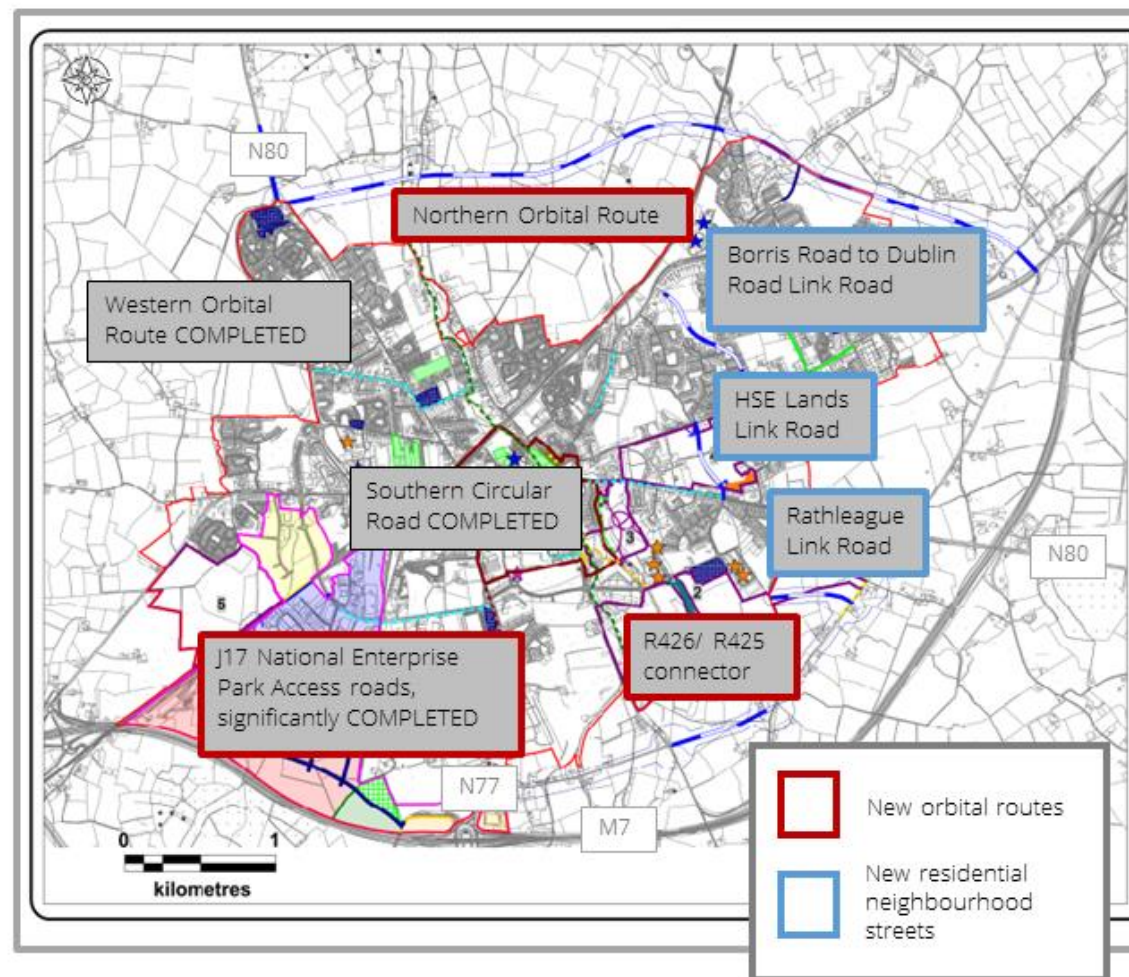 N80
Northern Orbital Route
Borris Road to Dublin
Road Link Road
Western Orbital
Route COMPLETED
HSE Lands
Link Road
Southern Circular
Road COMPLETED
Rathleague
Link Road
N80
3
5
2
R426/ R425
connector
J17 National Enterprise
Park Access roads,
significantly COMPLETED
N77
M7
0 1
kilometres
New orbital routes
New residential
neighbourhood
streets